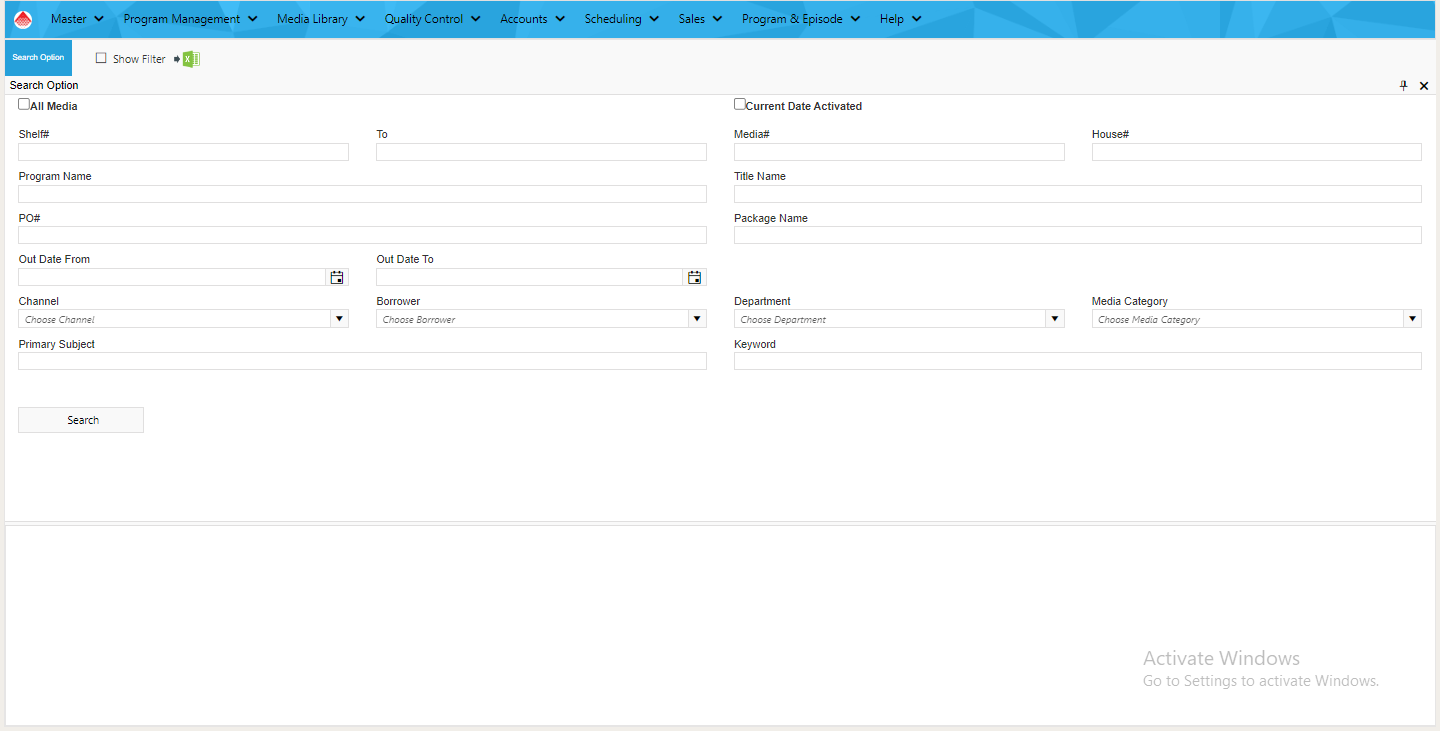 Master Program Management Media Library Quality Control Accounts Scheduling Sales Program & Episode Help
Search Option Show Filter
Search Option
All Media Current Date Activated
Shelf# To Media# House#
Program Name Title Name
PO# Package Name
Out Date From Out Date To
Channel Borrower Department Media Category
Choose Channel Choose Borrower Choose Department Choose Media Category
Primary Subject Keyword
Search
Activate Windows
Go to Settings to activate Windows.